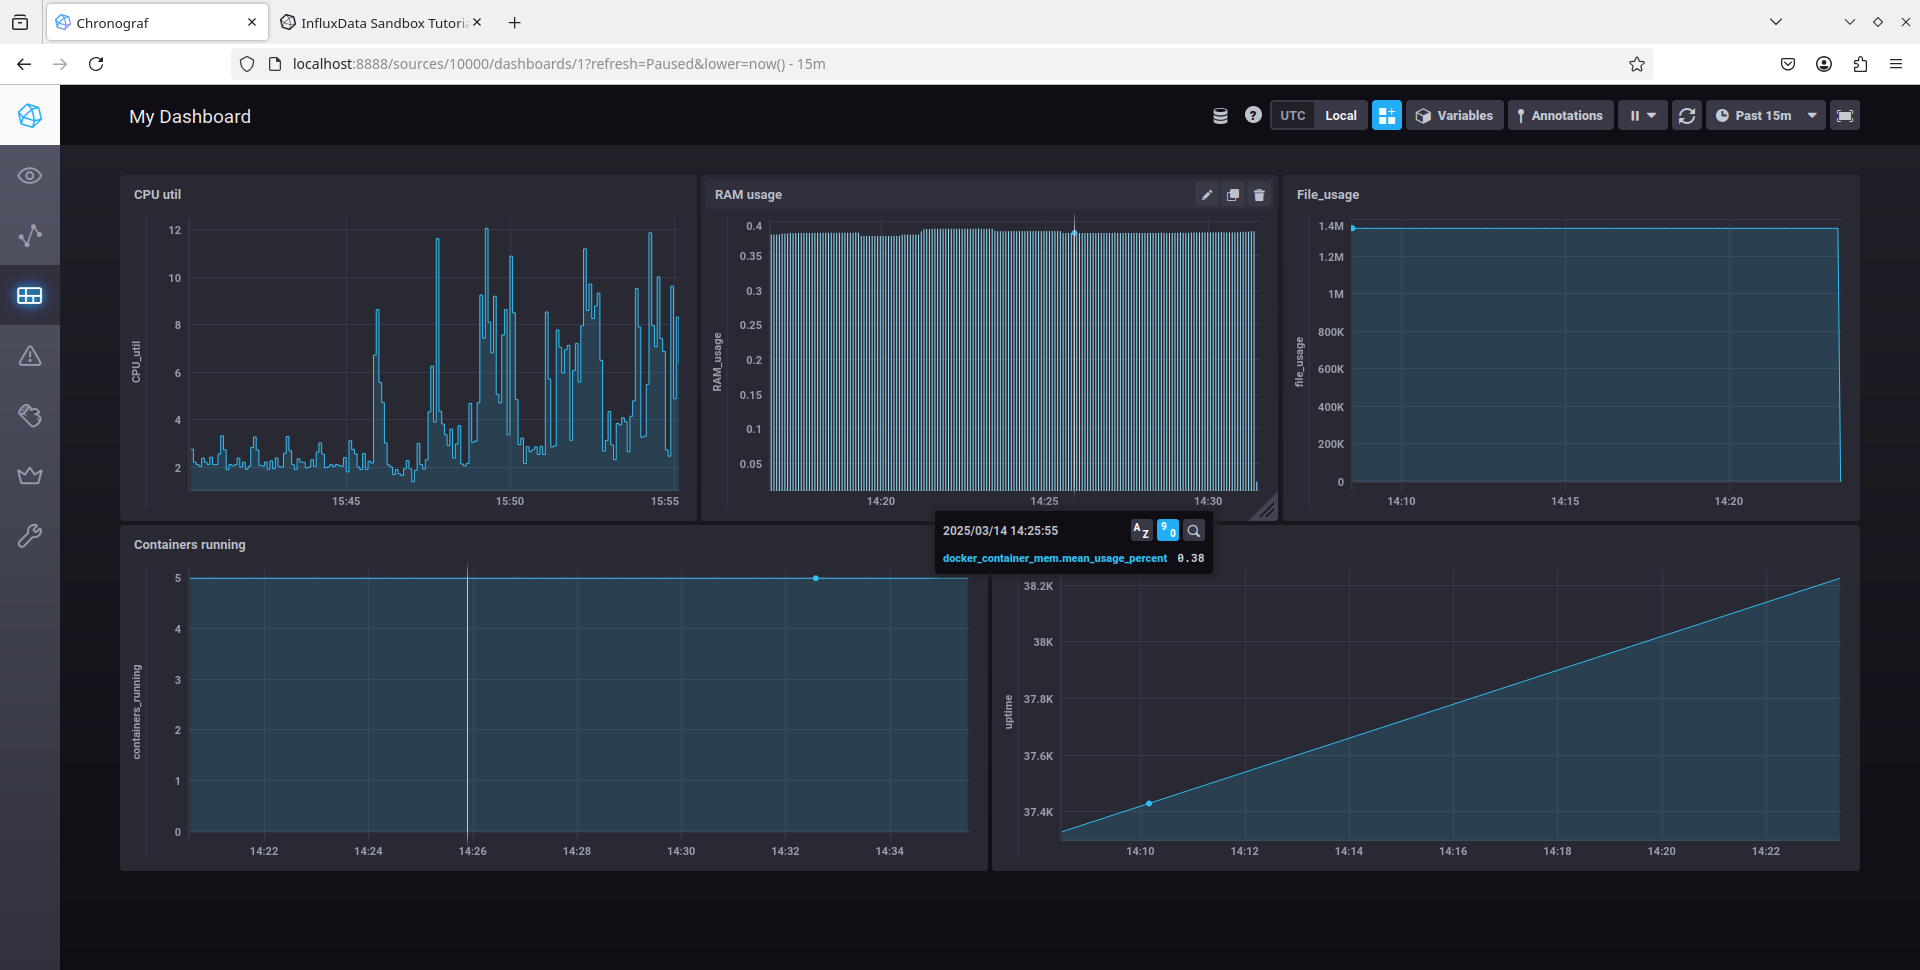 Chronograf
InfluxData Sandbox Tutori
localhost:8888/sources/10000/dashboards/1?refresh=Paused&lower=now() - 15m
My Dashboard
UTC
Local
Variables
Annotations
Past 15m
CPU util
CPU_util
12
10
8
6
4
2
15:45
15:50
15:55
RAM usage
RAM_usage
0.4
0.35
0.3
0.25
0.2
0.15
0.1
0.05
14:20
14:25
14:30
File_usage
file_usage
1.4M
1.2M
1M
800K
600K
400K
200K
0
14:10
14:15
14:20
2025/03/14 14:25:55
A Z
9 0
docker_container_mem.mean_usage_percent 0.38
Containers running
containers_running
5
4
3
2
1
0
14:22
14:24
14:26
14:28
14:30
14:32
14:34
uptime
38.2K
38K
37.8K
37.6K
37.4K
14:10
14:12
14:14
14:16
14:18
14:20
14:22